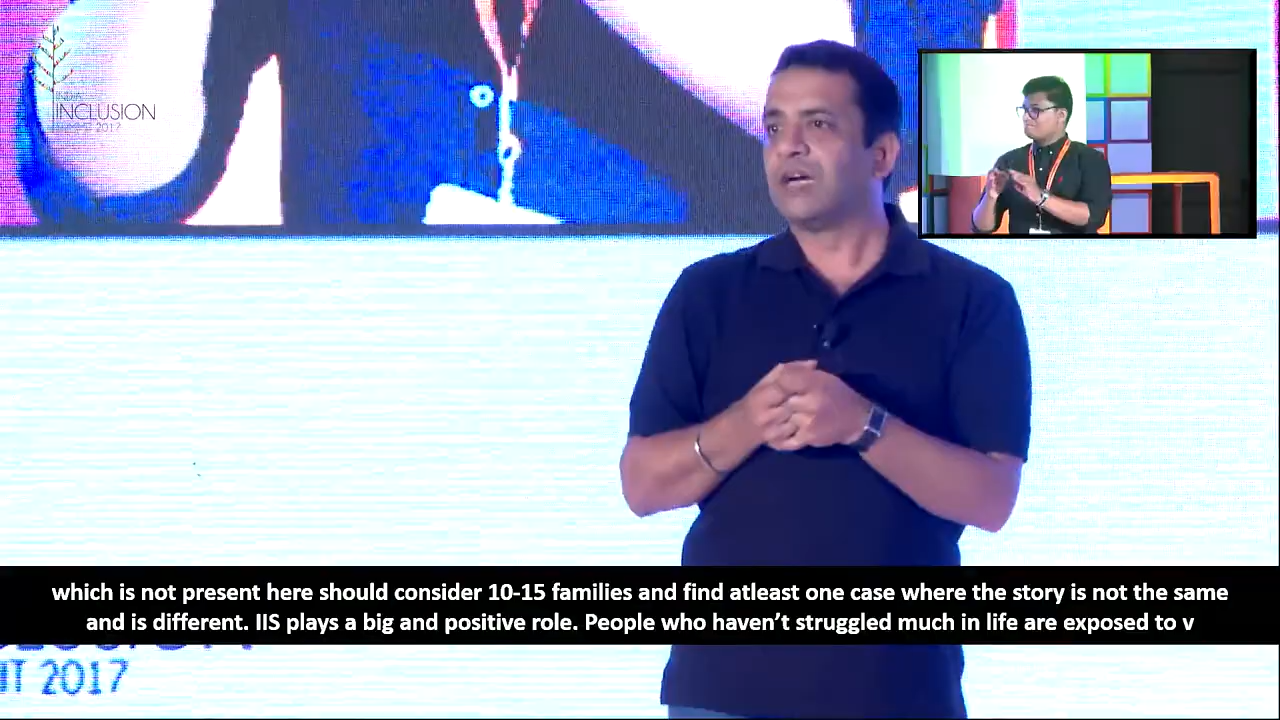 INCLUSION
2017
which is not present here should consider 10-15 families and find atleast one case where the story is not the same
and is different. IIS plays a big and positive role. People who haven’t struggled much in life are exposed to v
IT 2017